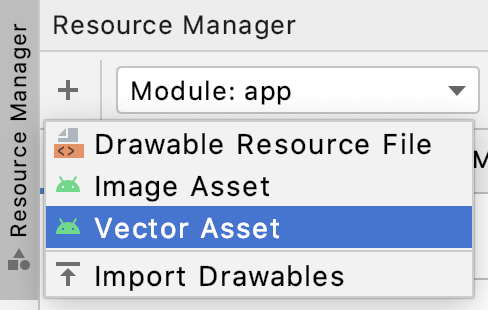 Resource Manager
Resource Manager
Module: app
Drawable Resource File
M
Image Asset
Vector Asset
Import Drawables